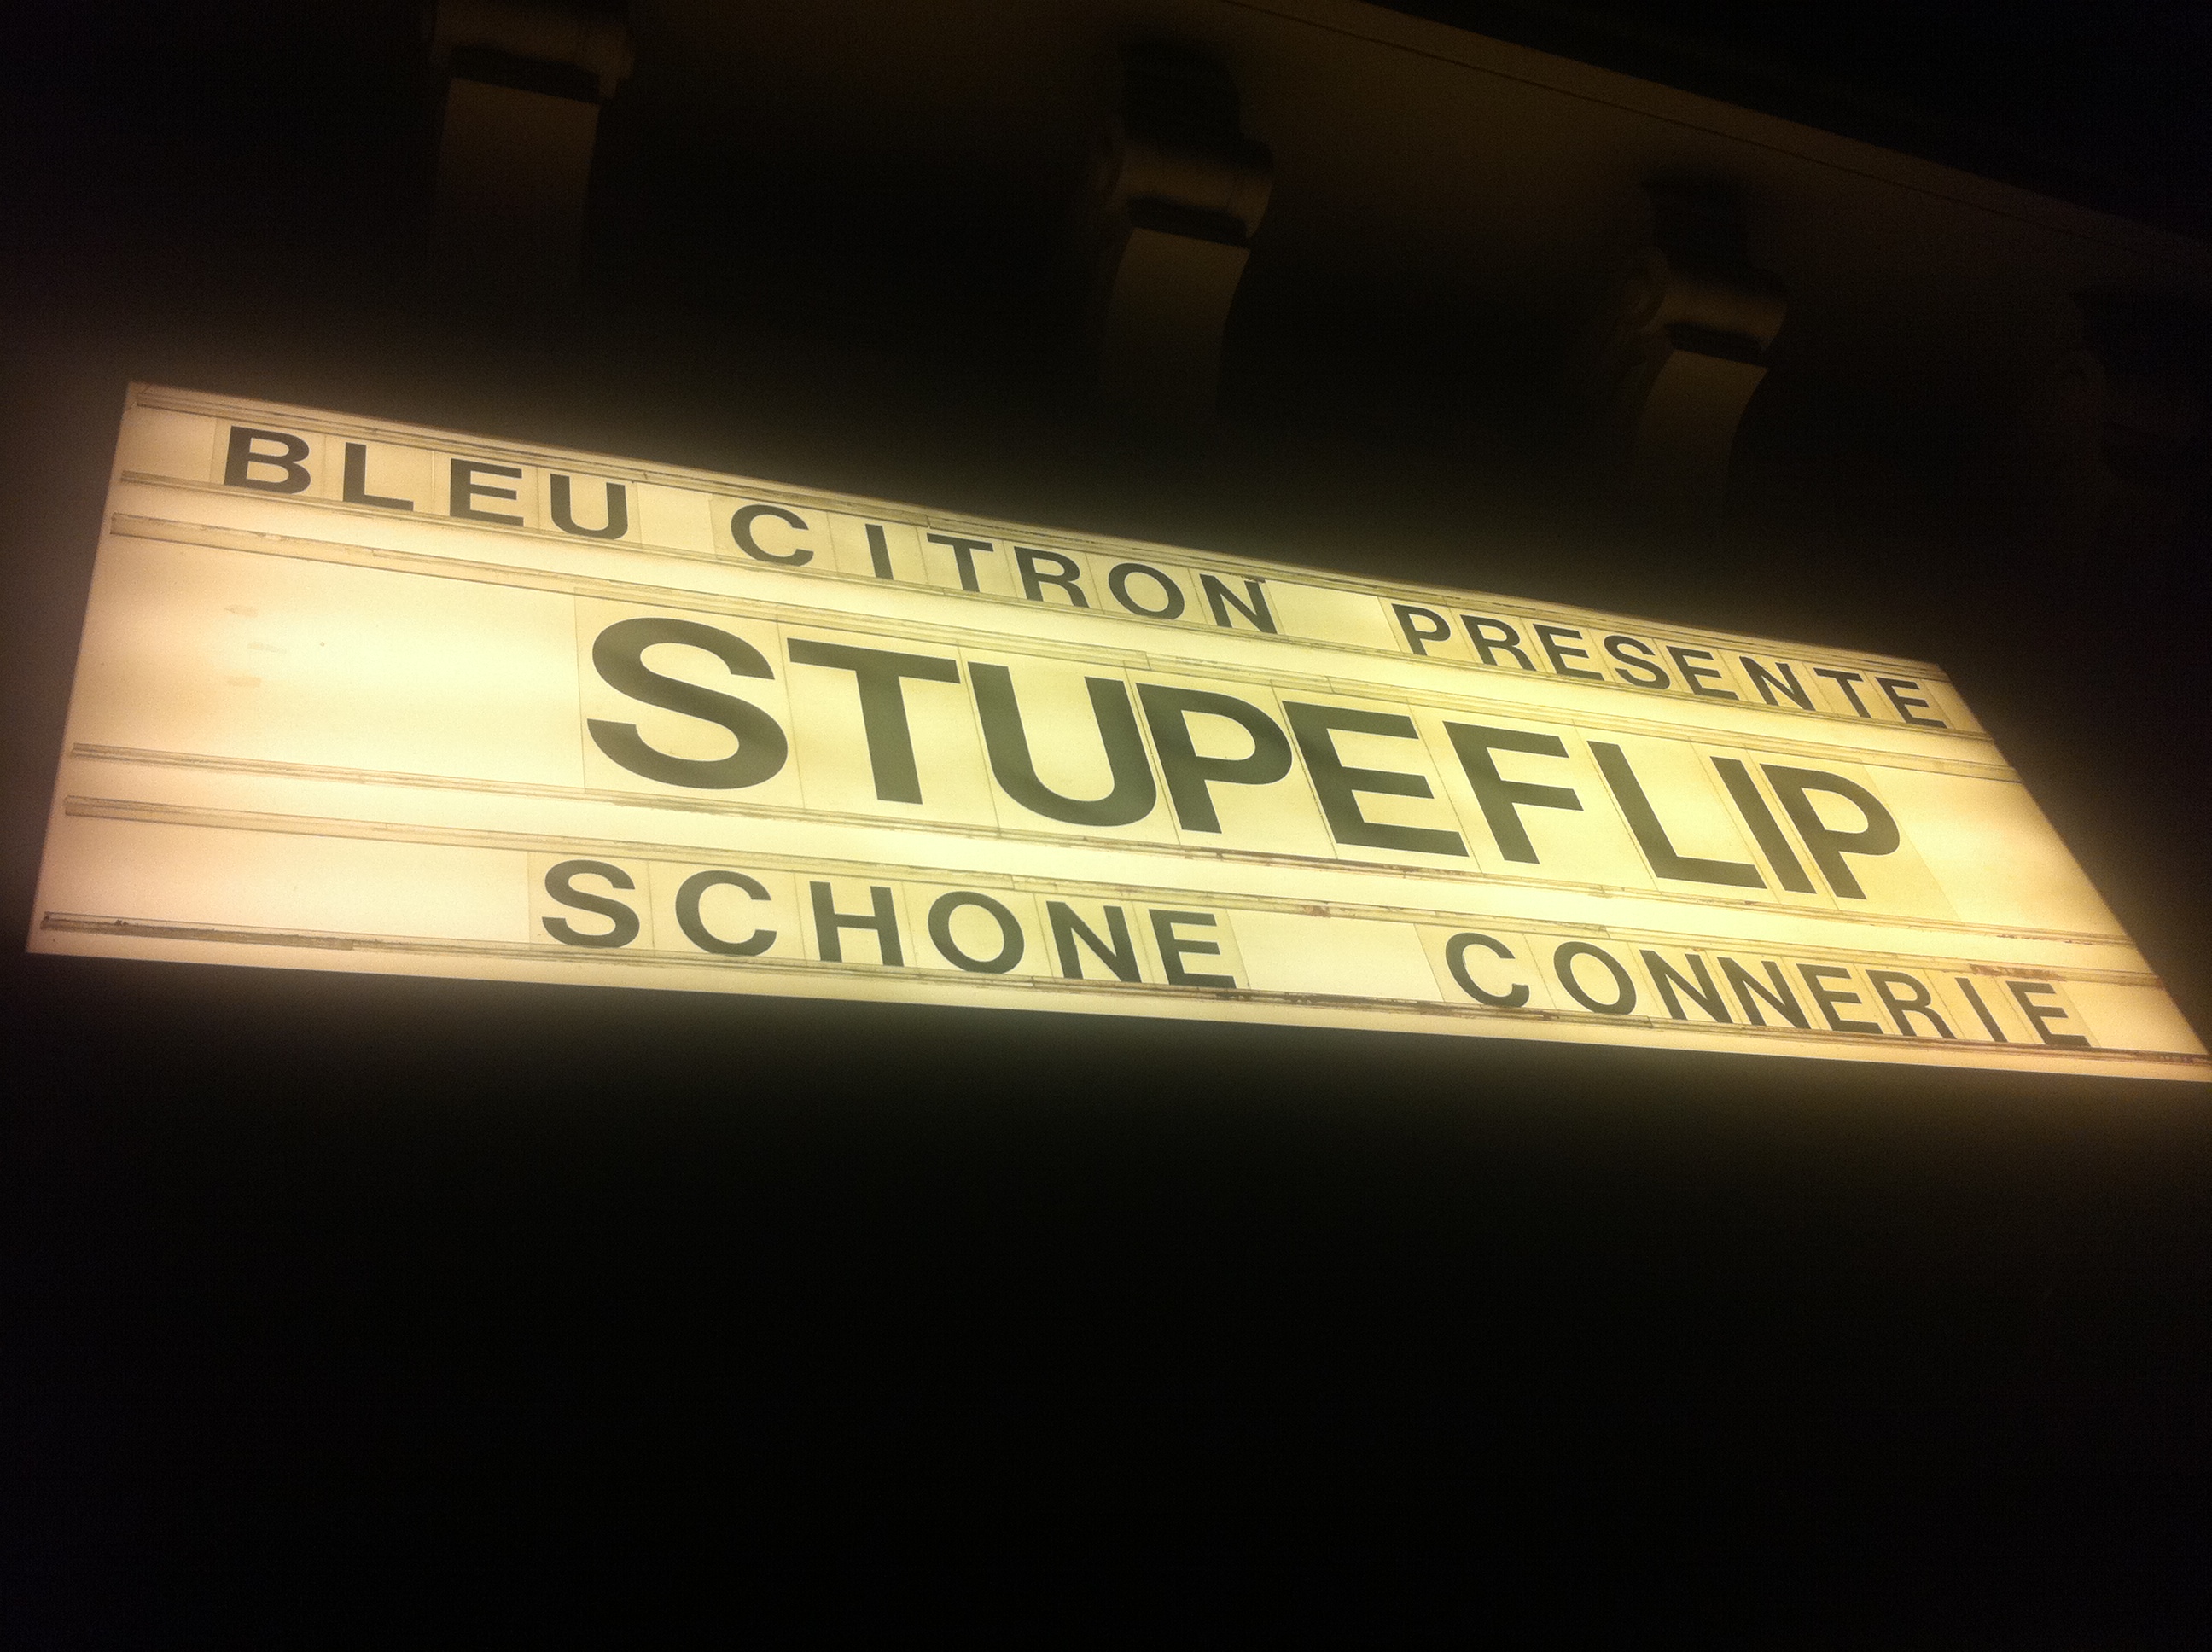 BLEU CITRON PRESENTE
STUPEFLIP
SCHONE CONNERIE